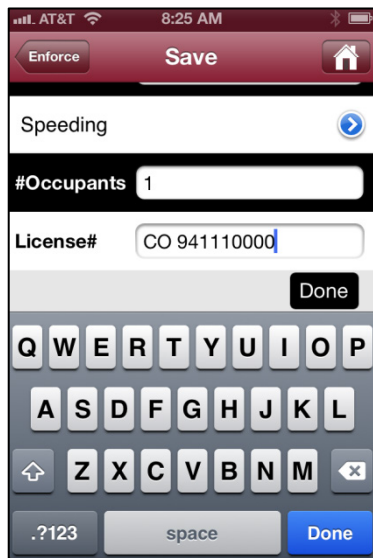 AT&T 8:25 AM
Enforce Save
Speeding
#Occupants 1
License# CO 941110000
Done
Q W E R T Y U I O P
A S D F G H J K L
Z X C V B N M
.?123 space Done